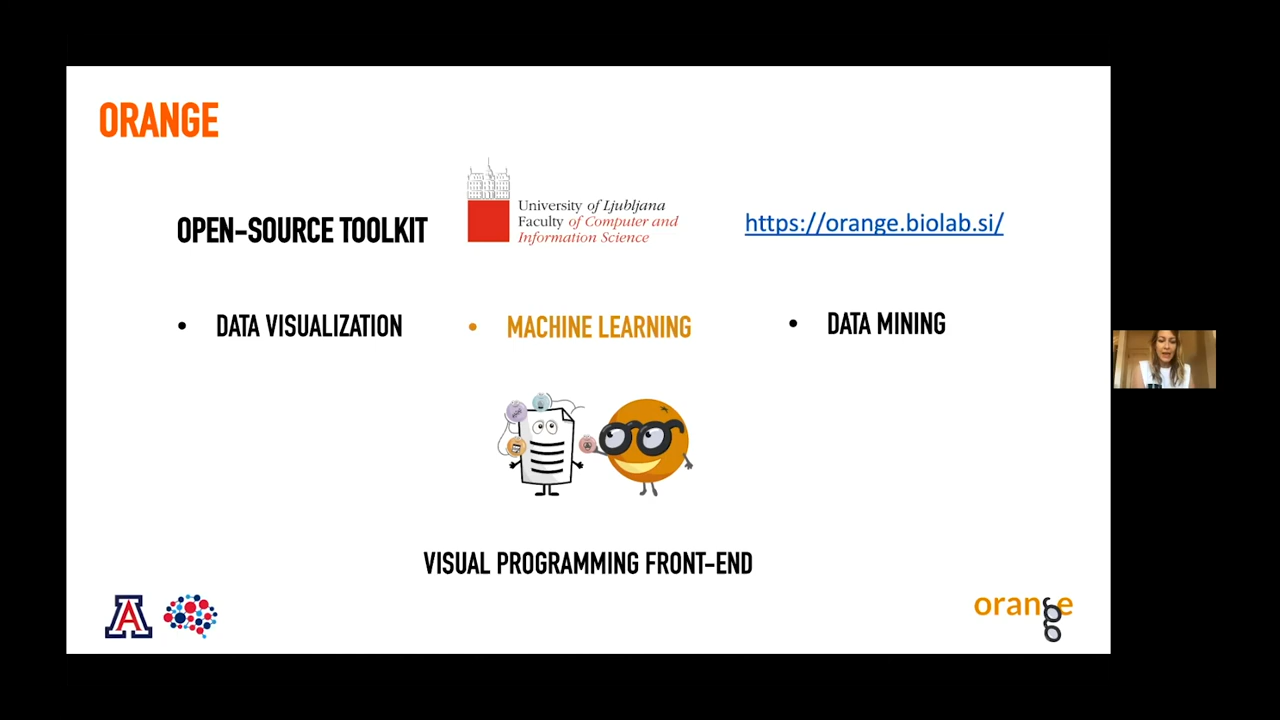 ORANGE
OPEN-SOURCE TOOLKIT
University of Ljubljana
Faculty of Computer and
Information Science
https://orange.biolab.si/
• DATA VISUALIZATION
• MACHINE LEARNING
• DATA MINING
VISUAL PROGRAMMING FRONT-END
A
orange